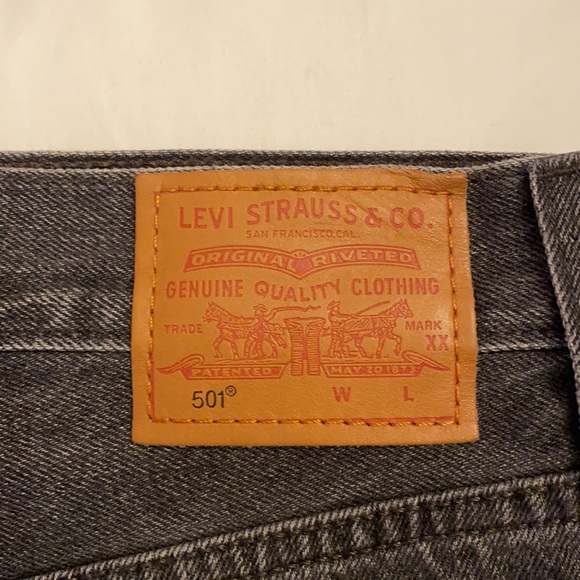 LEVI STRAUSS & CO.
SAN FRANCISCO, CAL.
ORIGINAL RIVETED
GENUINE QUALITY CLOTHING
TRADE MARK
XX
PATENTED MAY 20 1873
501® W L